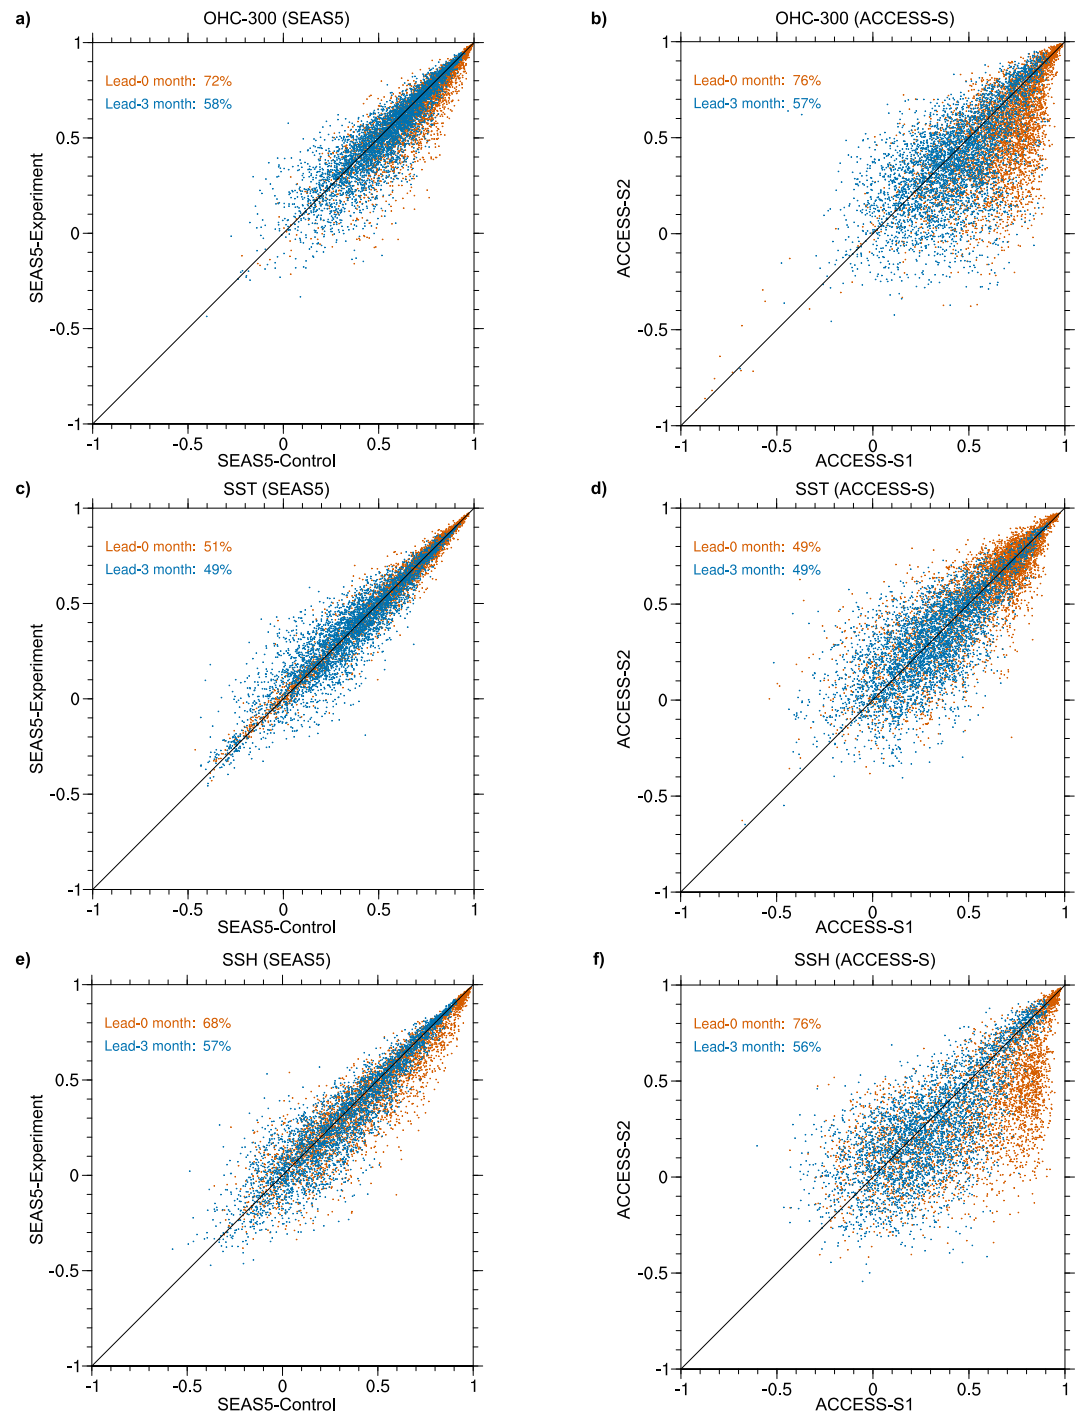 a) OHC-300 (SEAS5)
1
0.5
0
-0.5
-1
-1 -0.5 0 0.5 1
Lead-0 month: 72%
Lead-3 month: 58%
SEAS5-Experiment
SEAS5-Control
b) OHC-300 (ACCESS-S)
1
0.5
0
-0.5
-1
-1 -0.5 0 0.5 1
Lead-0 month: 76%
Lead-3 month: 57%
ACCESS-S2
ACCESS-S1
c) SST (SEAS5)
1
0.5
0
-0.5
-1
-1 -0.5 0 0.5 1
Lead-0 month: 51%
Lead-3 month: 49%
SEAS5-Experiment
SEAS5-Control
d) SST (ACCESS-S)
1
0.5
0
-0.5
-1
-1 -0.5 0 0.5 1
Lead-0 month: 49%
Lead-3 month: 49%
ACCESS-S2
ACCESS-S1
e) SSH (SEAS5)
1
0.5
0
-0.5
-1
-1 -0.5 0 0.5 1
Lead-0 month: 68%
Lead-3 month: 57%
SEAS5-Experiment
SEAS5-Control
f) SSH (ACCESS-S)
1
0.5
0
-0.5
-1
-1 -0.5 0 0.5 1
Lead-0 month: 76%
Lead-3 month: 56%
ACCESS-S2
ACCESS-S1